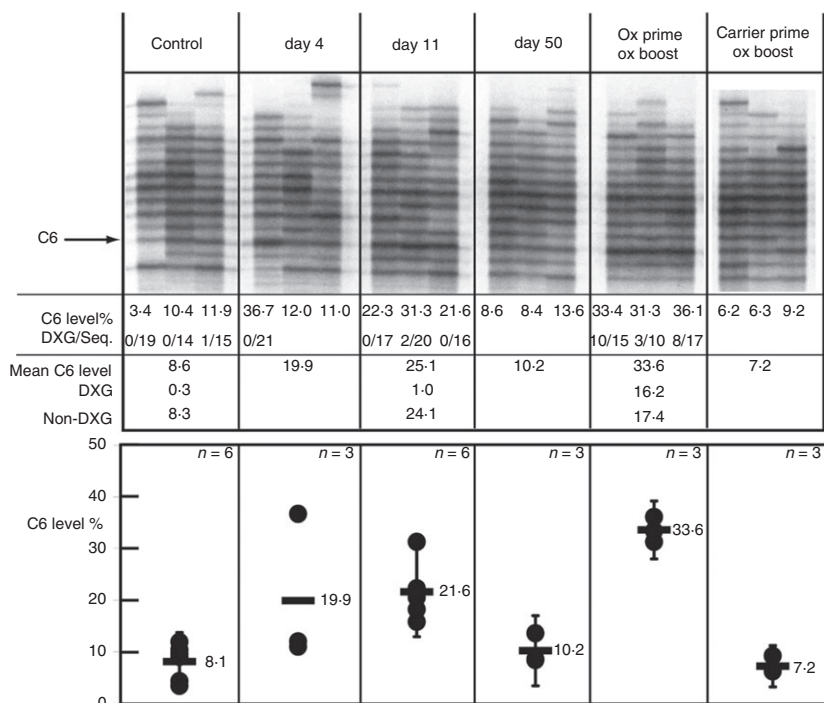 Control day 4 day 11 day 50 Ox prime ox boost Carrier prime ox boost
C6
C6 level% 3·4 10·4 11·9 36·7 12·0 11·0 22·3 31·3 21·6 8·6 8·4 13·6 33·4 31·3 36·1 6·2 6·3 9·2
DXG/Seq. 0/19 0/14 1/15 0/21 0/17 2/20 0/16 10/15 3/10 8/17
Mean C6 level 8·6 19·9 25·1 10·2 33·6 7·2
DXG 0·3 1·0 16·2
Non-DXG 8·3 24·1 17·4
50 n = 6 n = 3 n = 6 n = 3 n = 3 n = 3
40
C6 level %
30
33·6
20
19·9 21·6
10
8·1 10·2 7·2
0